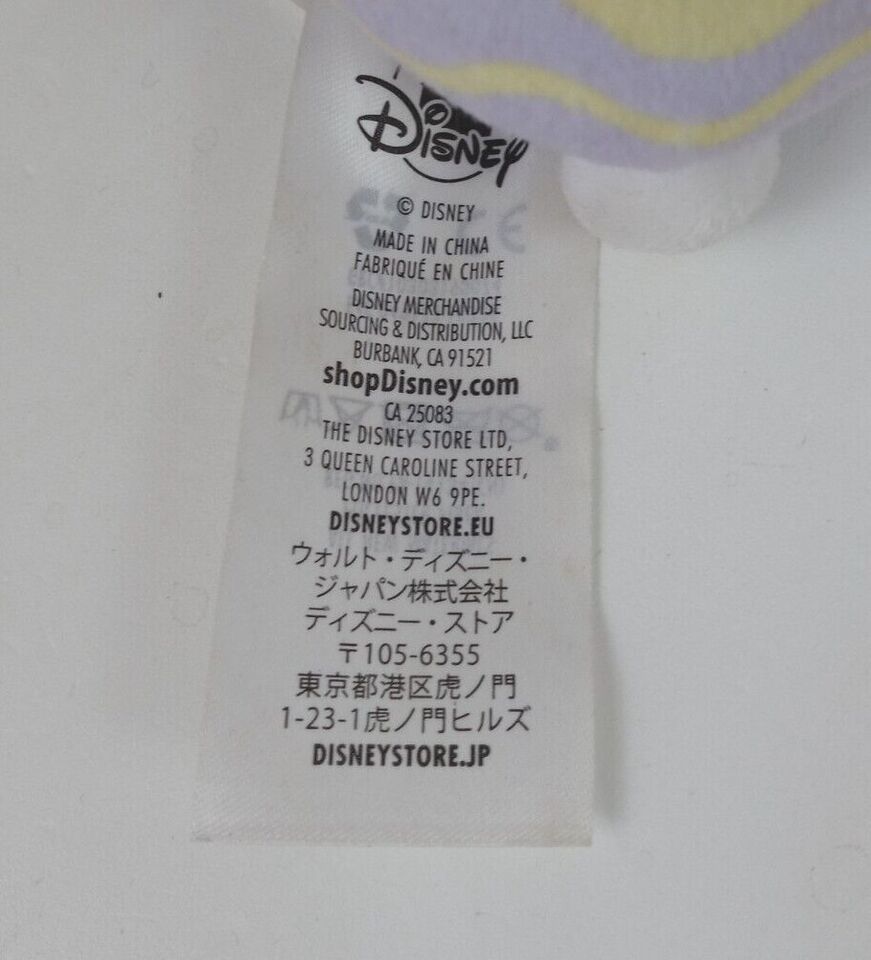 Disney
© DISNEY
MADE IN CHINA
FABRIQUÉ EN CHINE
DISNEY MERCHANDISE
SOURCING & DISTRIBUTION, LLC
BURBANK, CA 91521
shopDisney.com
CA 25083
THE DISNEY STORE LTD,
3 QUEEN CAROLINE STREET,
LONDON W6 9PE.
DISNEYSTORE.EU
ウォルト・ディズニー・
ジャパン株式会社
ディズニー・ストア
〒105-6355
東京都港区虎ノ門
1-23-1虎ノ門ヒルズ
DISNEYSTORE.JP